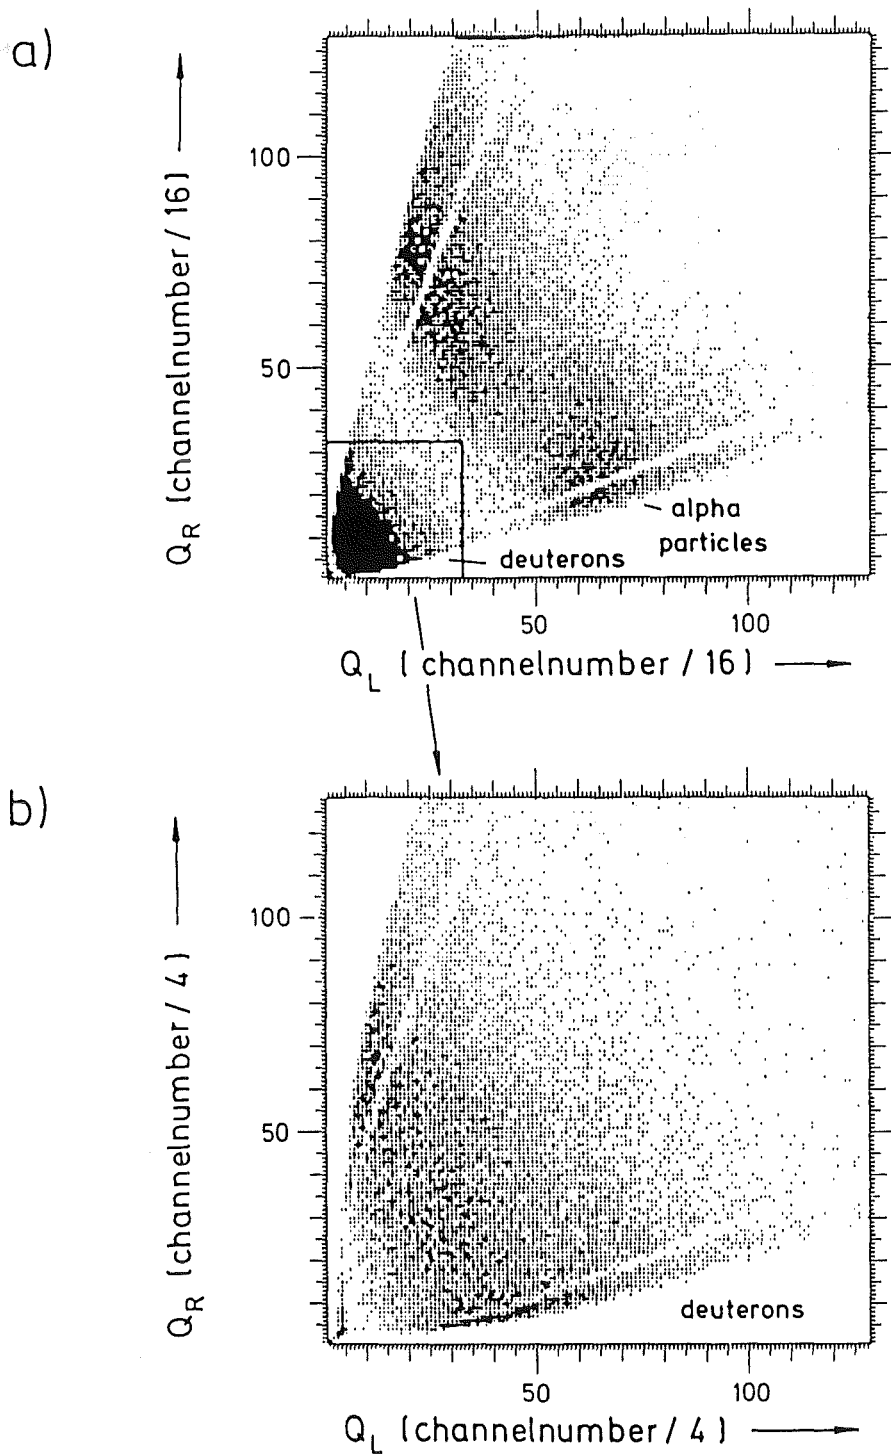 a)
Q_R (channelnumber / 16)
100
50
alpha
particles
deuterons
50
100
Q_L ( channelnumber / 16 )
b)
Q_R (channelnumber / 4 )
100
50
deuterons
50
100
Q_L (channelnumber / 4 )